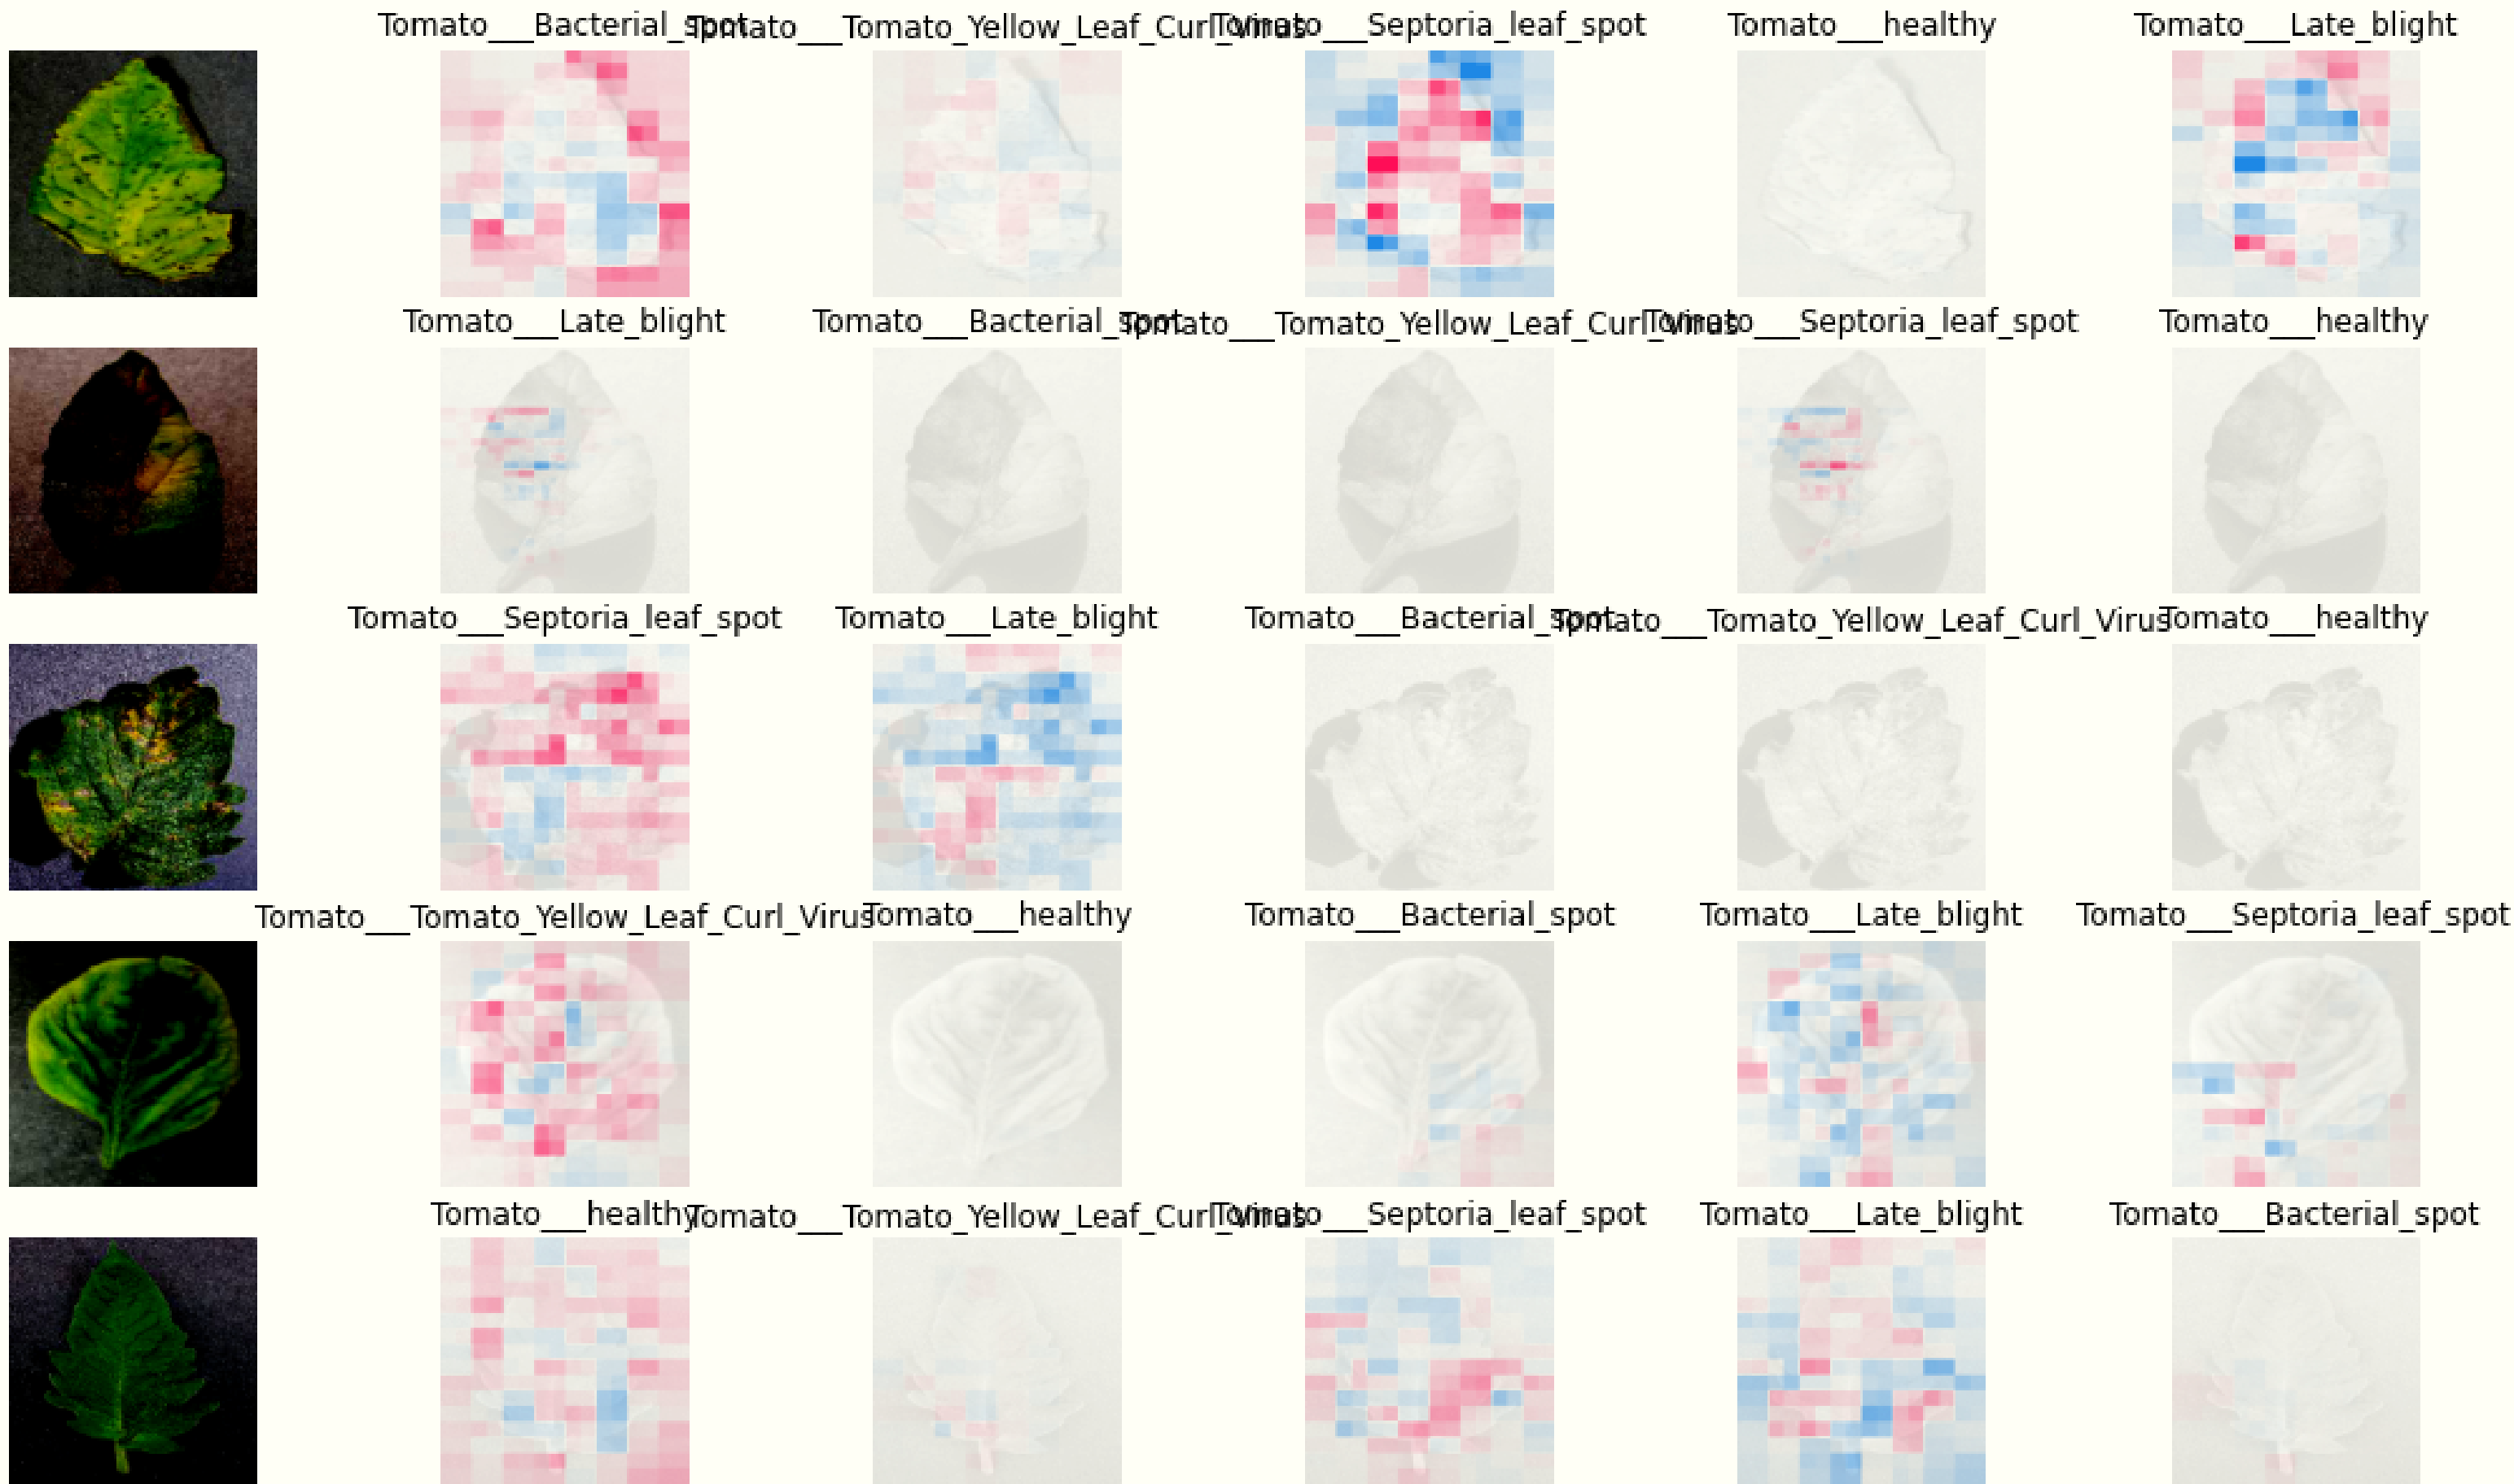 Tomato___Bacterial_spot Tomato___Tomato_Yellow_Leaf_Curl_Virus Tomato___Septoria_leaf_spot Tomato___healthy Tomato___Late_blight
Tomato___Late_blight Tomato___Bacterial_spot Tomato___Tomato_Yellow_Leaf_Curl_Virus Tomato___Septoria_leaf_spot Tomato___healthy
Tomato___Septoria_leaf_spot Tomato___Late_blight Tomato___Bacterial_spot Tomato___Tomato_Yellow_Leaf_Curl_Virus Tomato___healthy
Tomato___Tomato_Yellow_Leaf_Curl_Virus Tomato___healthy Tomato___Bacterial_spot Tomato___Late_blight Tomato___Septoria_leaf_spot
Tomato___healthy Tomato___Tomato_Yellow_Leaf_Curl_Virus Tomato___Septoria_leaf_spot Tomato___Late_blight Tomato___Bacterial_spot